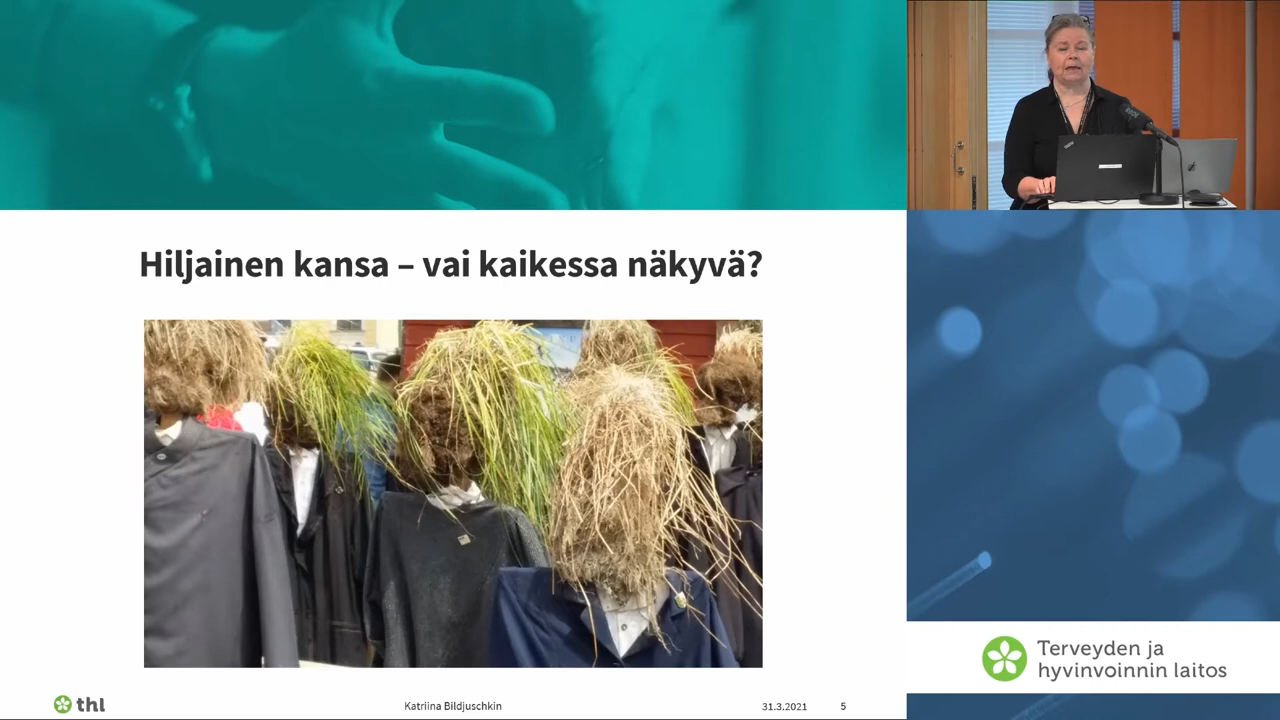 Hiljainen kansa – vai kaikessa näkyvä?
thl
Katriina Bildjuschkin
31.3.2021
5
Terveyden ja
hyvinvoinnin laitos